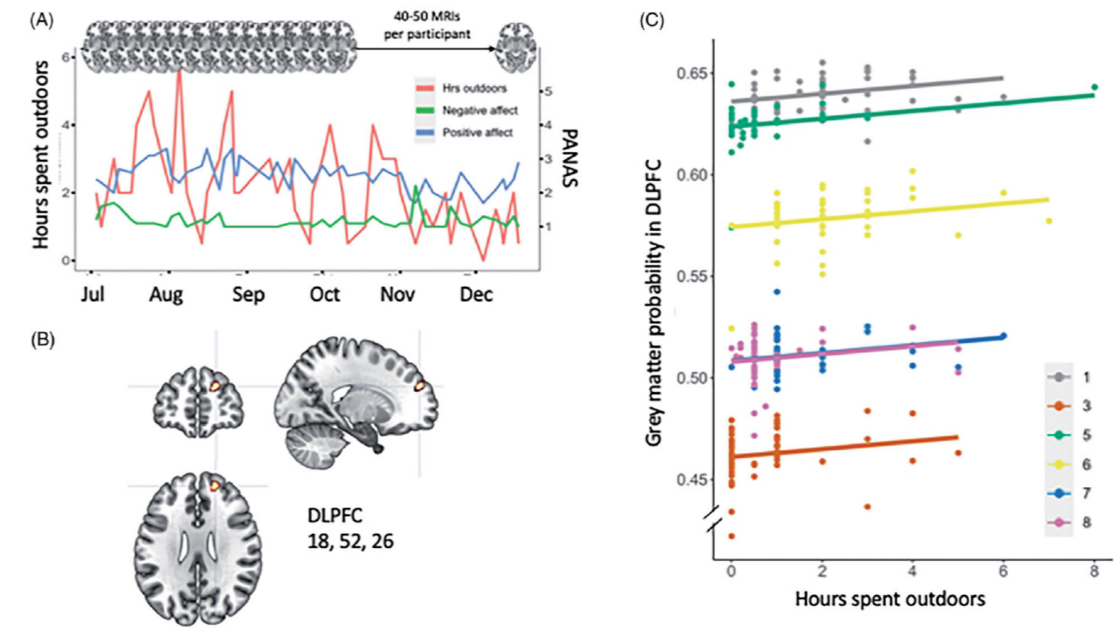 (A)
40-50 MRIs
per participant
Hours spent outdoors
6
4
2
0
Hrs outdoors
Negative affect
Positive affect
5
4
3
2
1
PANAS
Jul Aug Sep Oct Nov Dec
(B)
DLPFC
18, 52, 26
(C)
Grey matter probability in DLPFC
0.65
0.60
0.55
0.50
0.45
1
3
5
6
7
8
0 2 4 6 8
Hours spent outdoors